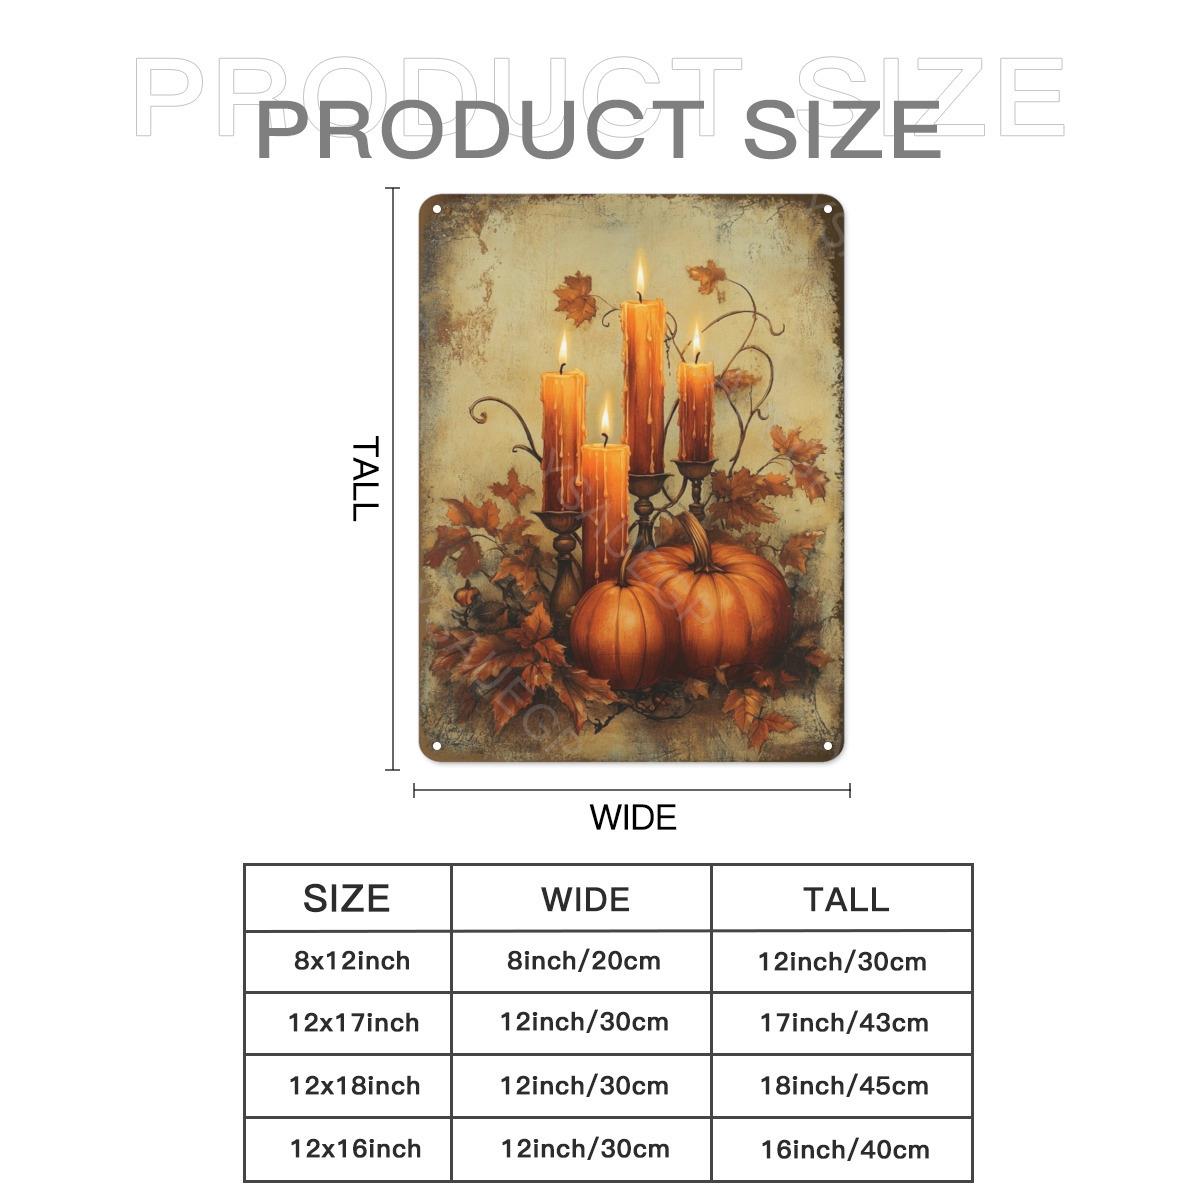 PRODUCT SIZE
PRODUCT SIZE
TALL
WIDE
SIZE WIDE TALL
8x12inch 8inch/20cm 12inch/30cm
12x17inch 12inch/30cm 17inch/43cm
12x18inch 12inch/30cm 18inch/45cm
12x16inch 12inch/30cm 16inch/40cm